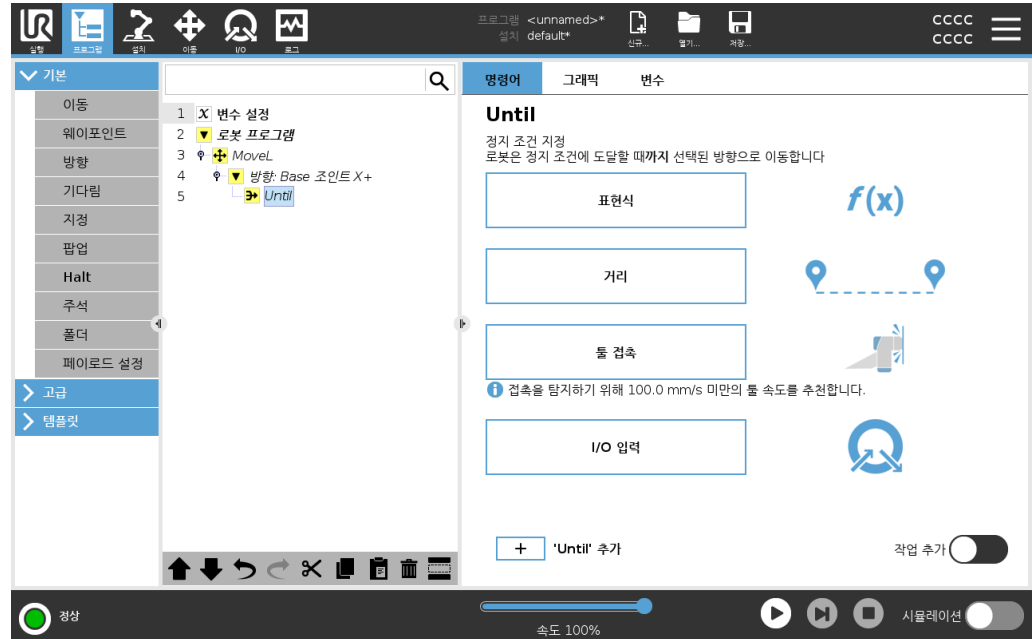 UR
실행
프로그램
설치
이동
I/O
로그
프로그램 <unnamed>*
설치 default*
신규...
열기...
저장...
cccc
cccc
기본
이동
웨이포인트
방향
기다림
지정
팝업
Halt
주석
폴더
페이로드 설정
고급
템플릿
1 x 변수 설정
2 로봇 프로그램
3 MoveL
4 방향: Base 조인트 X+
5 Until
명령어 그래픽 변수
Until
정지 조건 지정
로봇은 정지 조건에 도달할 때까지 선택된 방향으로 이동합니다
표현식
f(x)
거리
툴 접촉
접촉을 탐지하기 위해 100.0 mm/s 미만의 툴 속도를 추천합니다.
I/O 입력
+ 'Until' 추가
작업 추가
정상
속도 100%
시뮬레이션